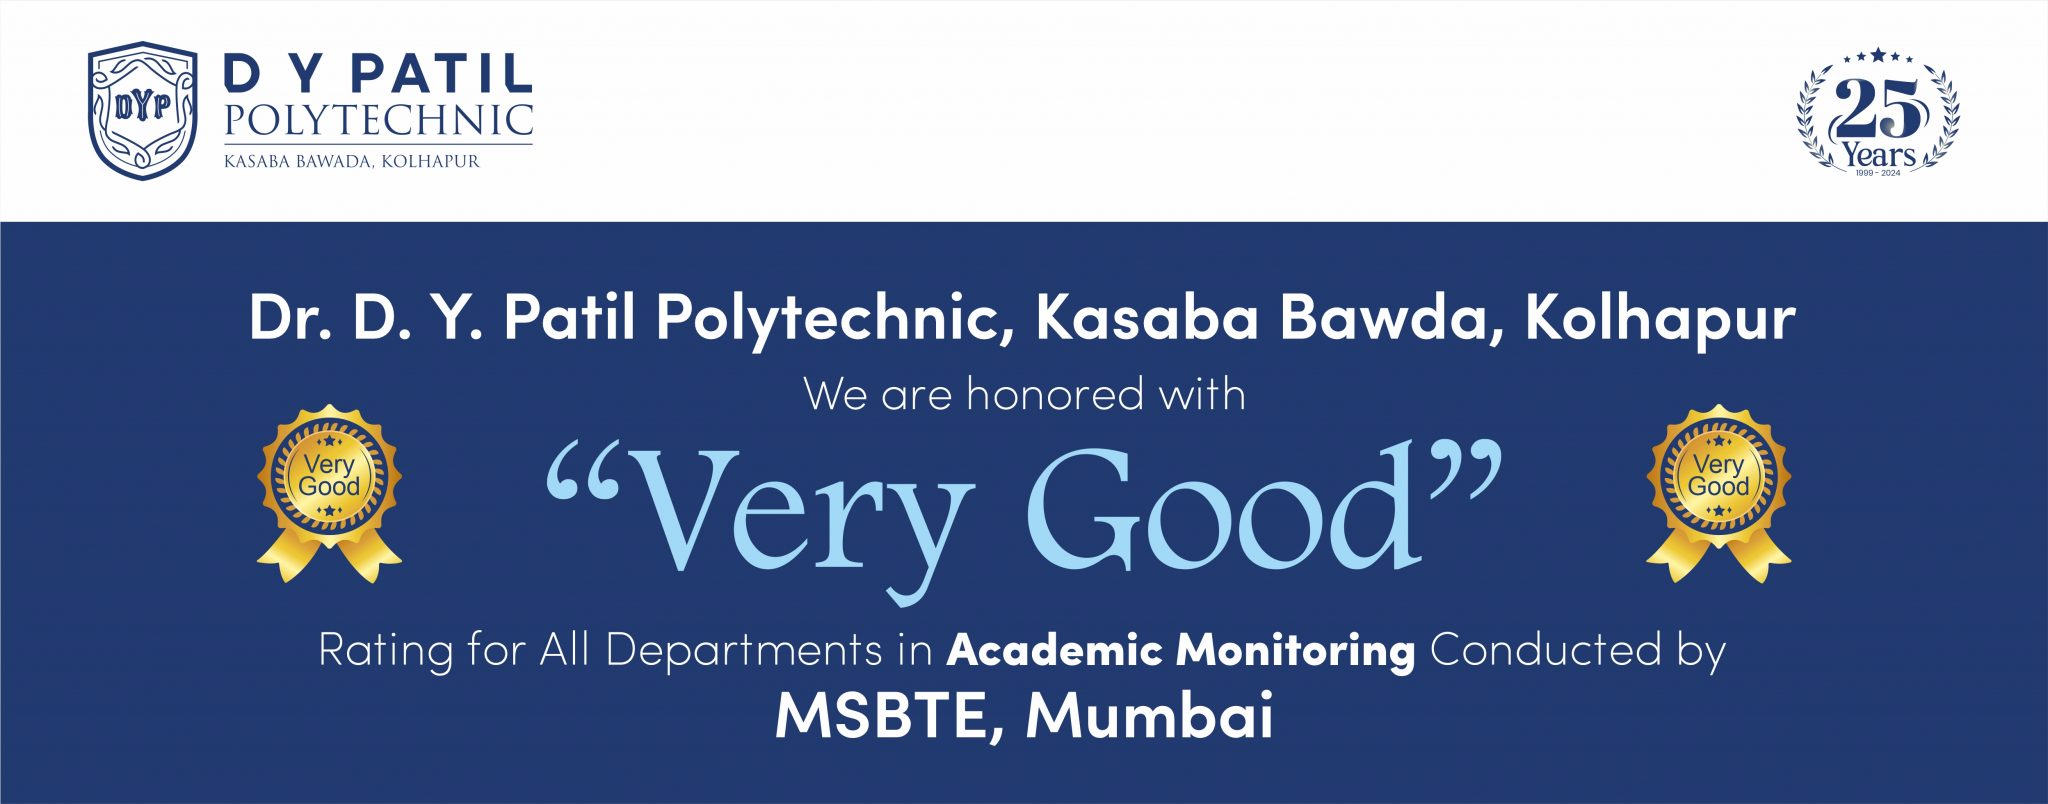 DYP
D Y PATIL
POLYTECHNIC
KASABA BAWADA, KOLHAPUR
25
Years
1999 - 2024
Dr. D. Y. Patil Polytechnic, Kasaba Bawda, Kolhapur
We are honored with
Very
Good
“Very Good”
Very
Good
Rating for All Departments in Academic Monitoring Conducted by
MSBTE, Mumbai